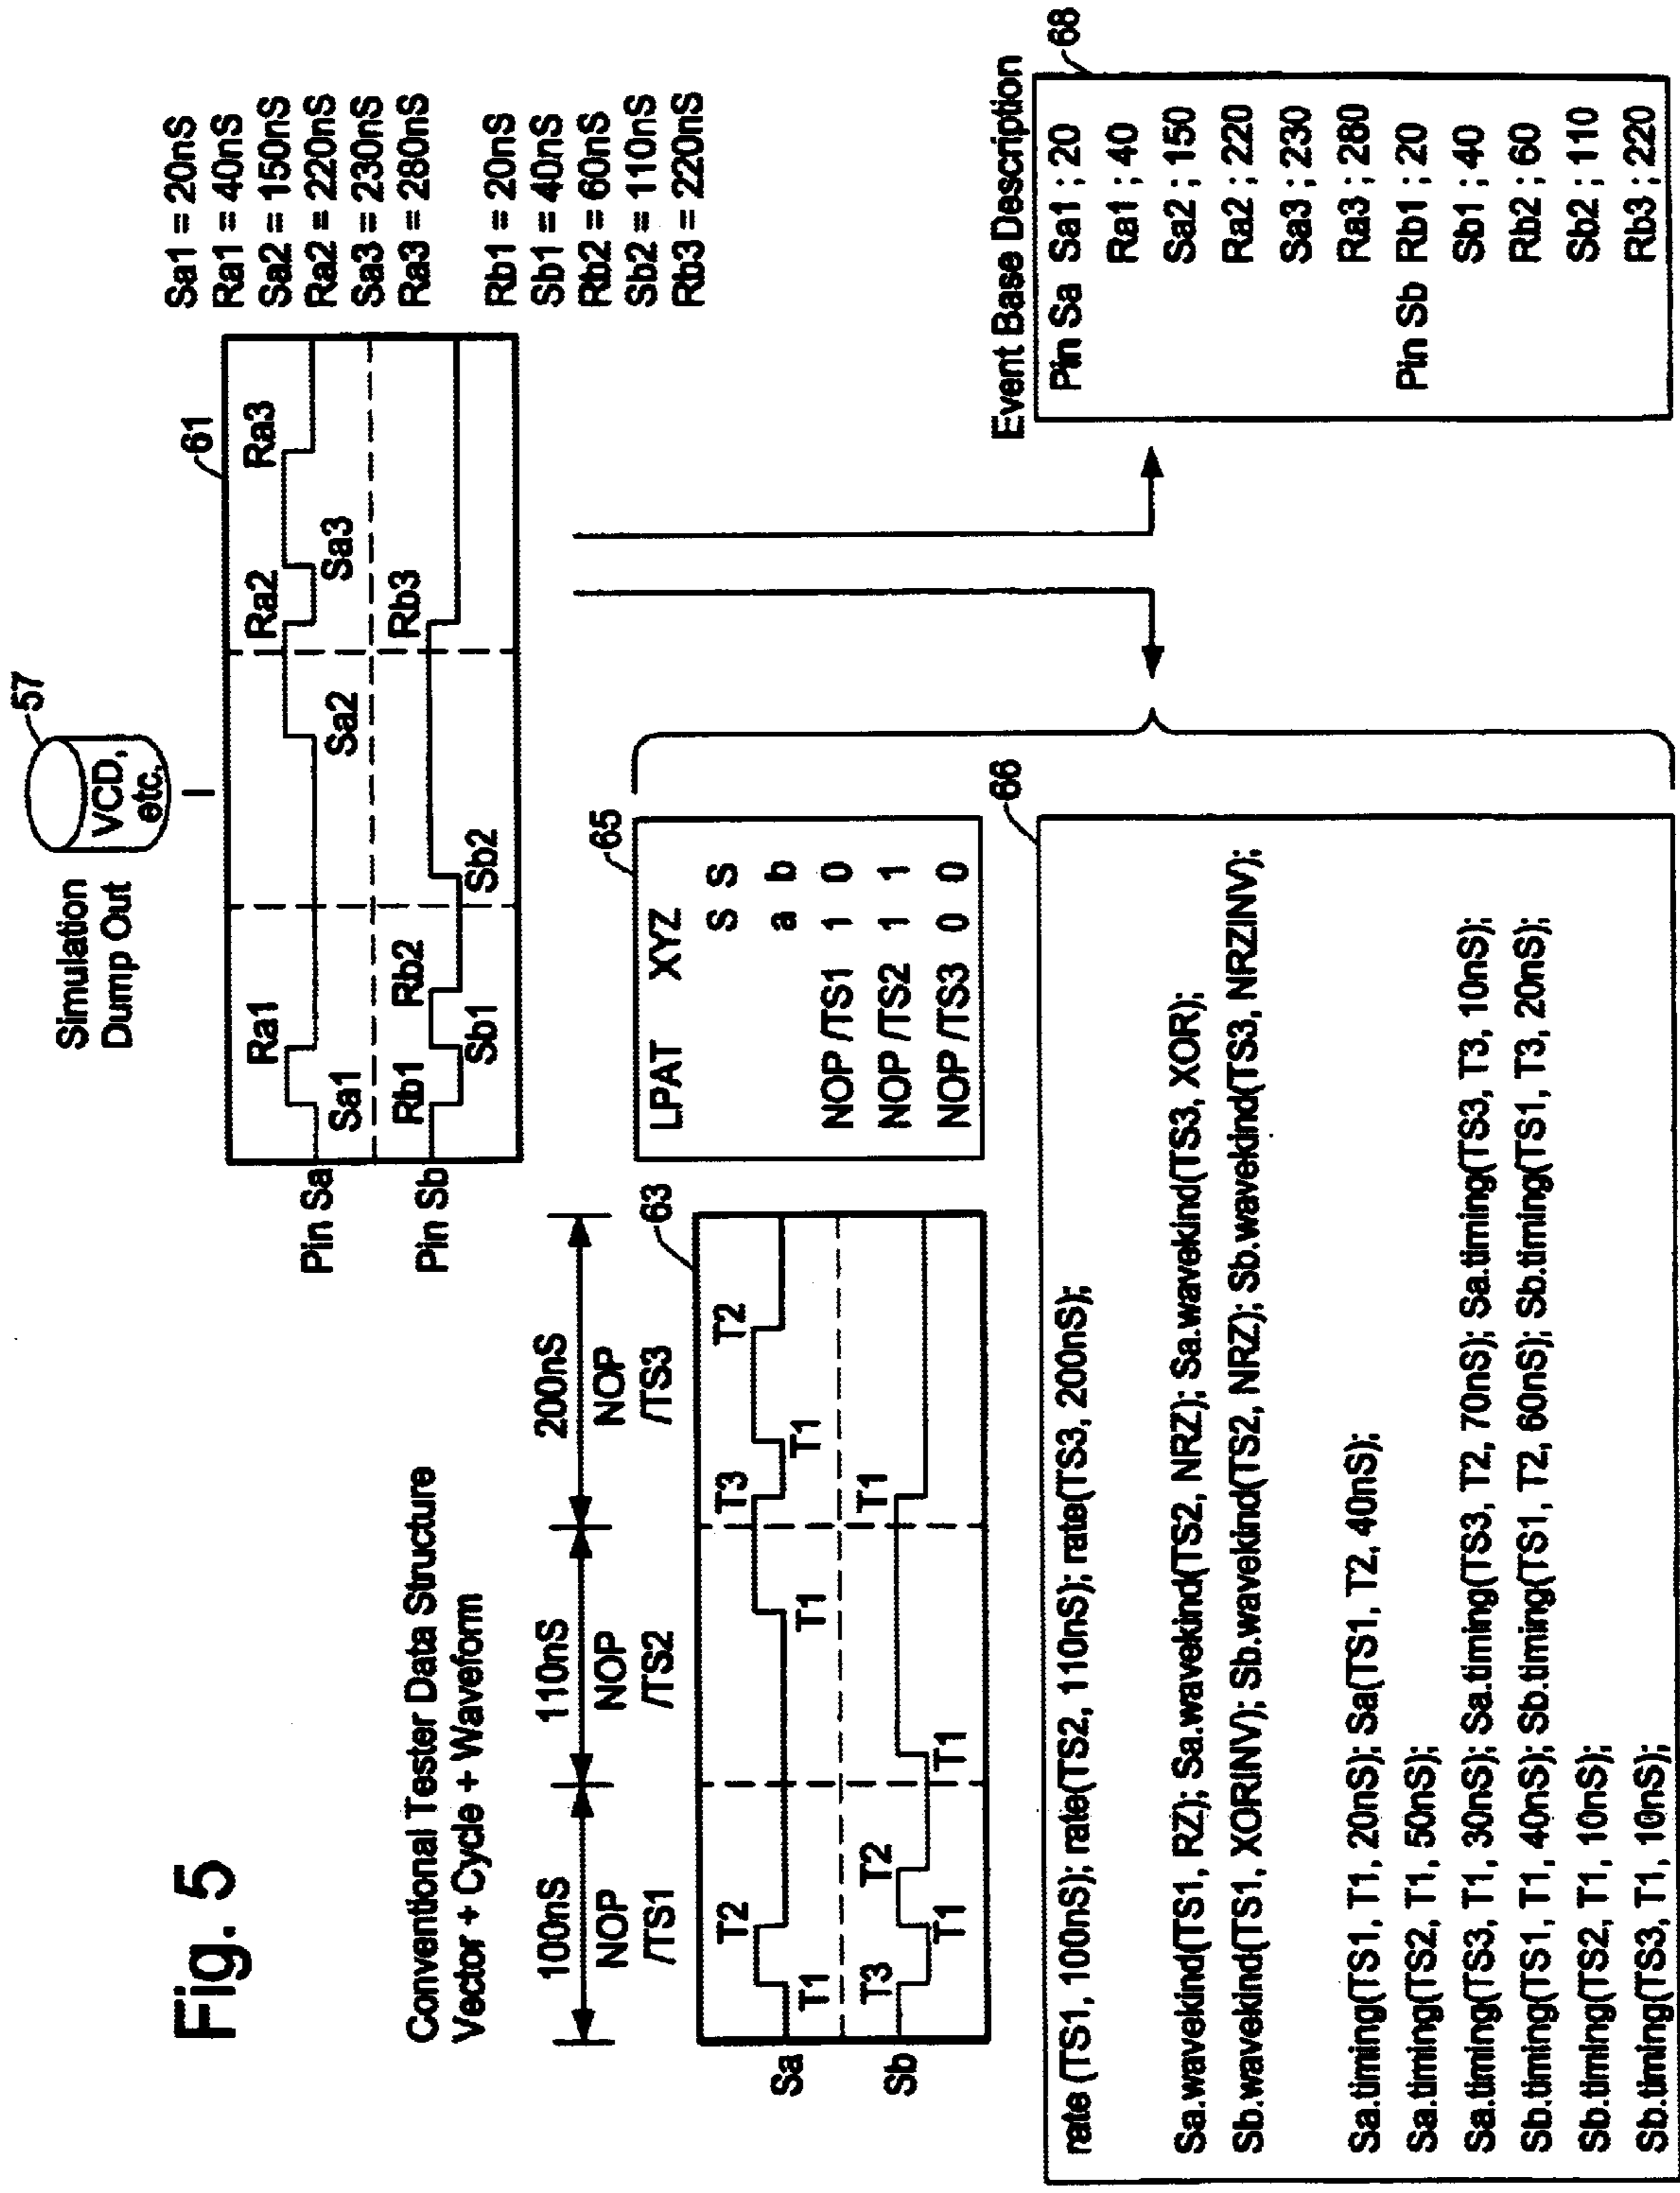 Fig. 5
Simulation
Dump Out
57
VCD,
etc,
61
Pin Sa
Sa1
Ra1
Sa2
Ra2
Sa3
Ra3
Pin Sb
Rb1
Sb1
Rb2
Sb2
Rb3
Sa1 = 20nS
Ra1 = 40nS
Sa2 = 150nS
Ra2 = 220nS
Sa3 = 230nS
Ra3 = 280nS
Rb1 = 20nS
Sb1 = 40nS
Rb2 = 60nS
Sb2 = 110nS
Rb3 = 220nS
Conventional Tester Data Structure
Vector + Cycle + Waveform
100nS 110nS 200nS
NOP NOP NOP
/TS1 /TS2 /TS3
63
Sa
T1
T2
T1
T3
T1
T2
Sb
T3
T1
T2
T1
T1
65
LPAT XYZ
S S
a b
NOP /TS1 1 0
NOP /TS2 1 1
NOP /TS3 0 0
66
rate (TS1, 100nS); rate(TS2, 110nS); rate(TS3, 200nS);
Sa.wavekind(TS1, RZ); Sa.wavekind(TS2, NRZ); Sa.wavekind(TS3, XOR);
Sb.wavekind(TS1, XORINV); Sb.wavekind(TS2, NRZ); Sb.wavekind(TS3, NRZINV);
Sa.timing(TS1, T1, 20nS); Sa(TS1, T2, 40nS);
Sa.timing(TS2, T1, 50nS);
Sa.timing(TS3, T1, 30nS); Sa.timing(TS3, T2, 70nS); Sa.timing(TS3, T3, 10nS);
Sb.timing(TS1, T1, 40nS); Sb.timing(TS1, T2, 60nS); Sb.timing(TS1, T3, 20nS);
Sb.timing(TS2, T1, 10nS);
Sb.timing(TS3, T1, 10nS);
Event Base Description
68
Pin Sa Sa1 ; 20
Ra1 ; 40
Sa2 ; 150
Ra2 ; 220
Sa3 ; 230
Ra3 ; 280
Pin Sb Rb1 ; 20
Sb1 ; 40
Rb2 ; 60
Sb2 ; 110
Rb3 ; 220